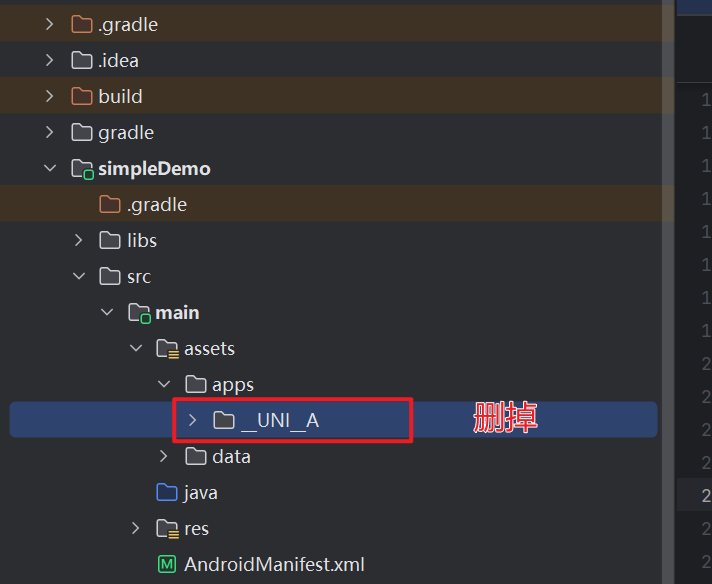 .gradle
.idea
build
gradle
simpleDemo
.gradle
libs
src
main
assets
apps
__UNI__A 删掉
data
java
res
M AndroidManifest.xml